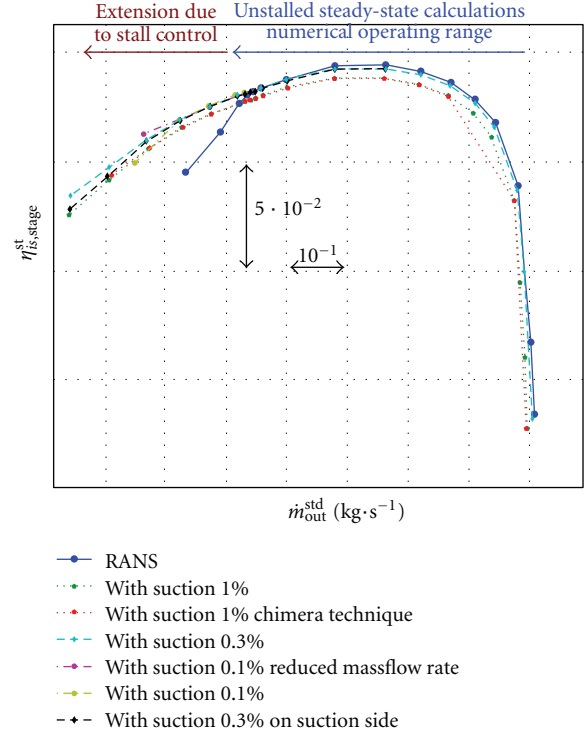 Extension due
to stall control
Unstalled steady-state calculations
numerical operating range
5 · 10⁻²
10⁻¹
η^st_is,stage
ṁ^std_out (kg·s⁻¹)
RANS
With suction 1%
With suction 1% chimera technique
With suction 0.3%
With suction 0.1% reduced massflow rate
With suction 0.1%
With suction 0.3% on suction side